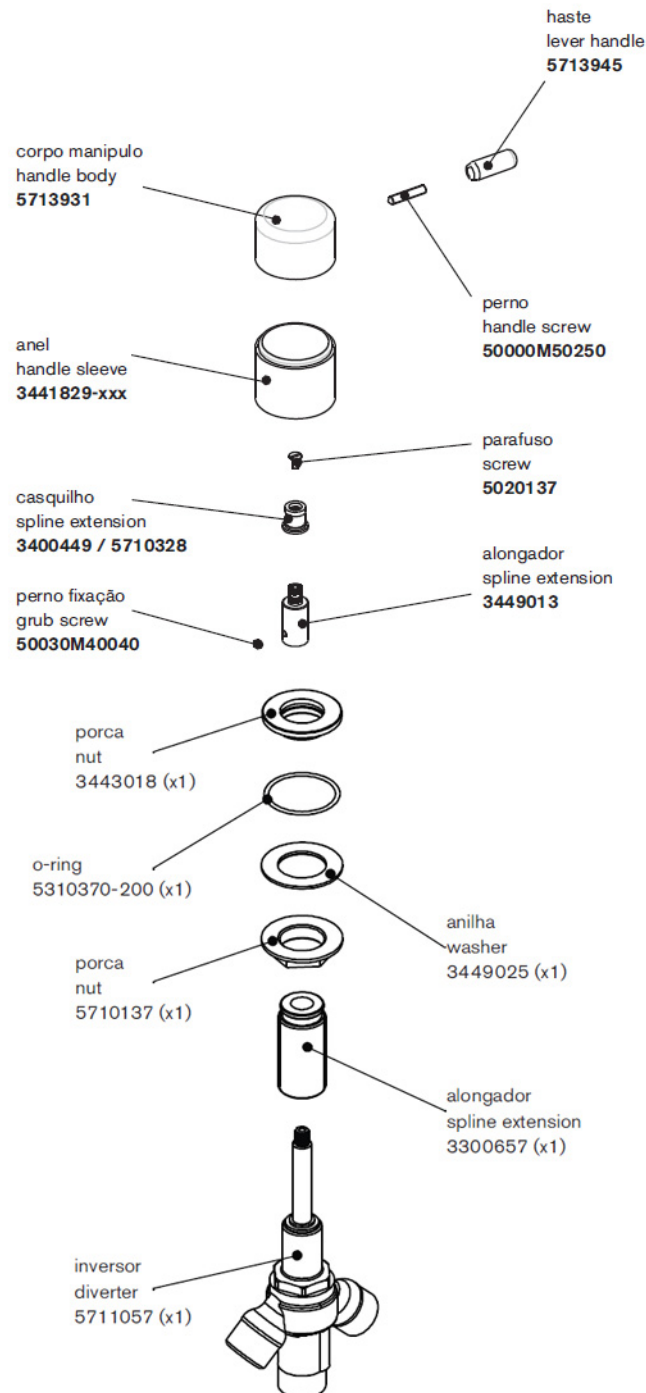 haste
lever handle
5713945
corpo manipulo
handle body
5713931
perno
handle screw
50000M50250
anel
handle sleeve
3441829-xxx
parafuso
screw
5020137
casquilho
spline extension
3400449 / 5710328
alongador
spline extension
3449013
perno fixação
grub screw
50030M40040
porca
nut
3443018 (x1)
o-ring
5310370-200 (x1)
anilha
washer
3449025 (x1)
porca
nut
5710137 (x1)
alongador
spline extension
3300657 (x1)
inversor
diverter
5711057 (x1)